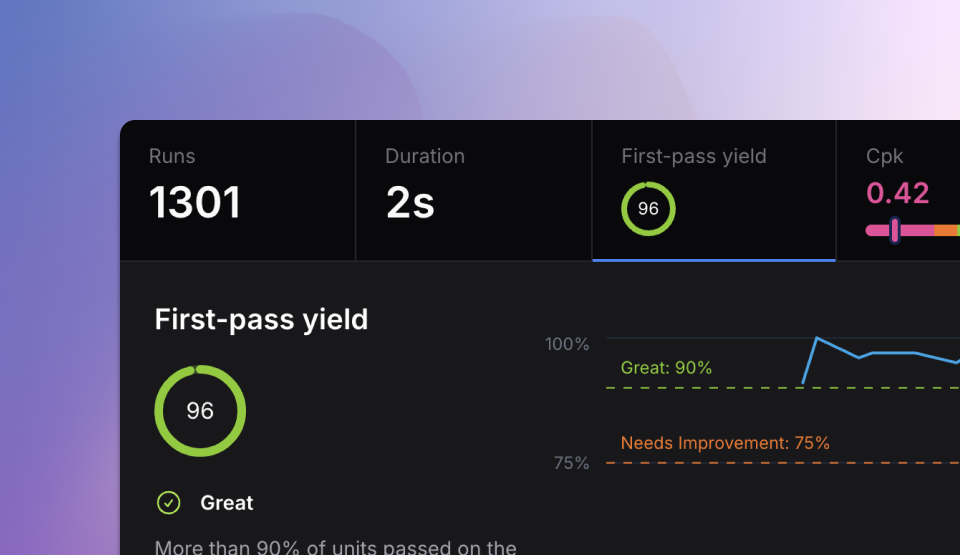 Runs
1301
Duration
2s
First-pass yield
96
Cpk
0.42
First-pass yield
96
Great
More than 90% of units passed on the
100%
Great: 90%
Needs Improvement: 75%
75%